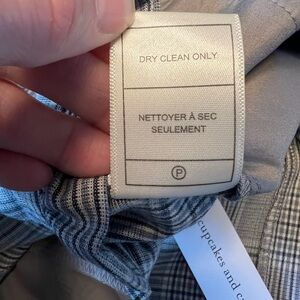 DRY CLEAN ONLY
NETTOYER À SEC
SEULEMENT
P
cupcakes and